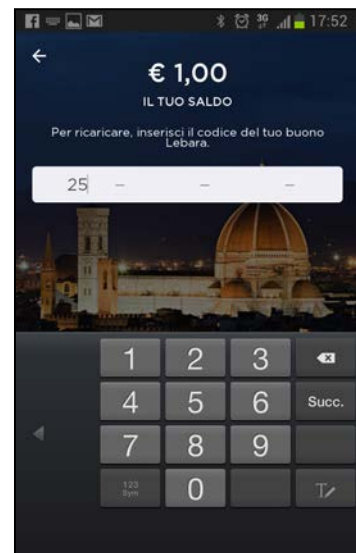 3G 17:52
€ 1,00
IL TUO SALDO
Per ricaricare, inserisci il codice del tuo buono
Lebara.
25 – – –
1 2 3
4 5 6 Succ.
7 8 9
123
Sym
0